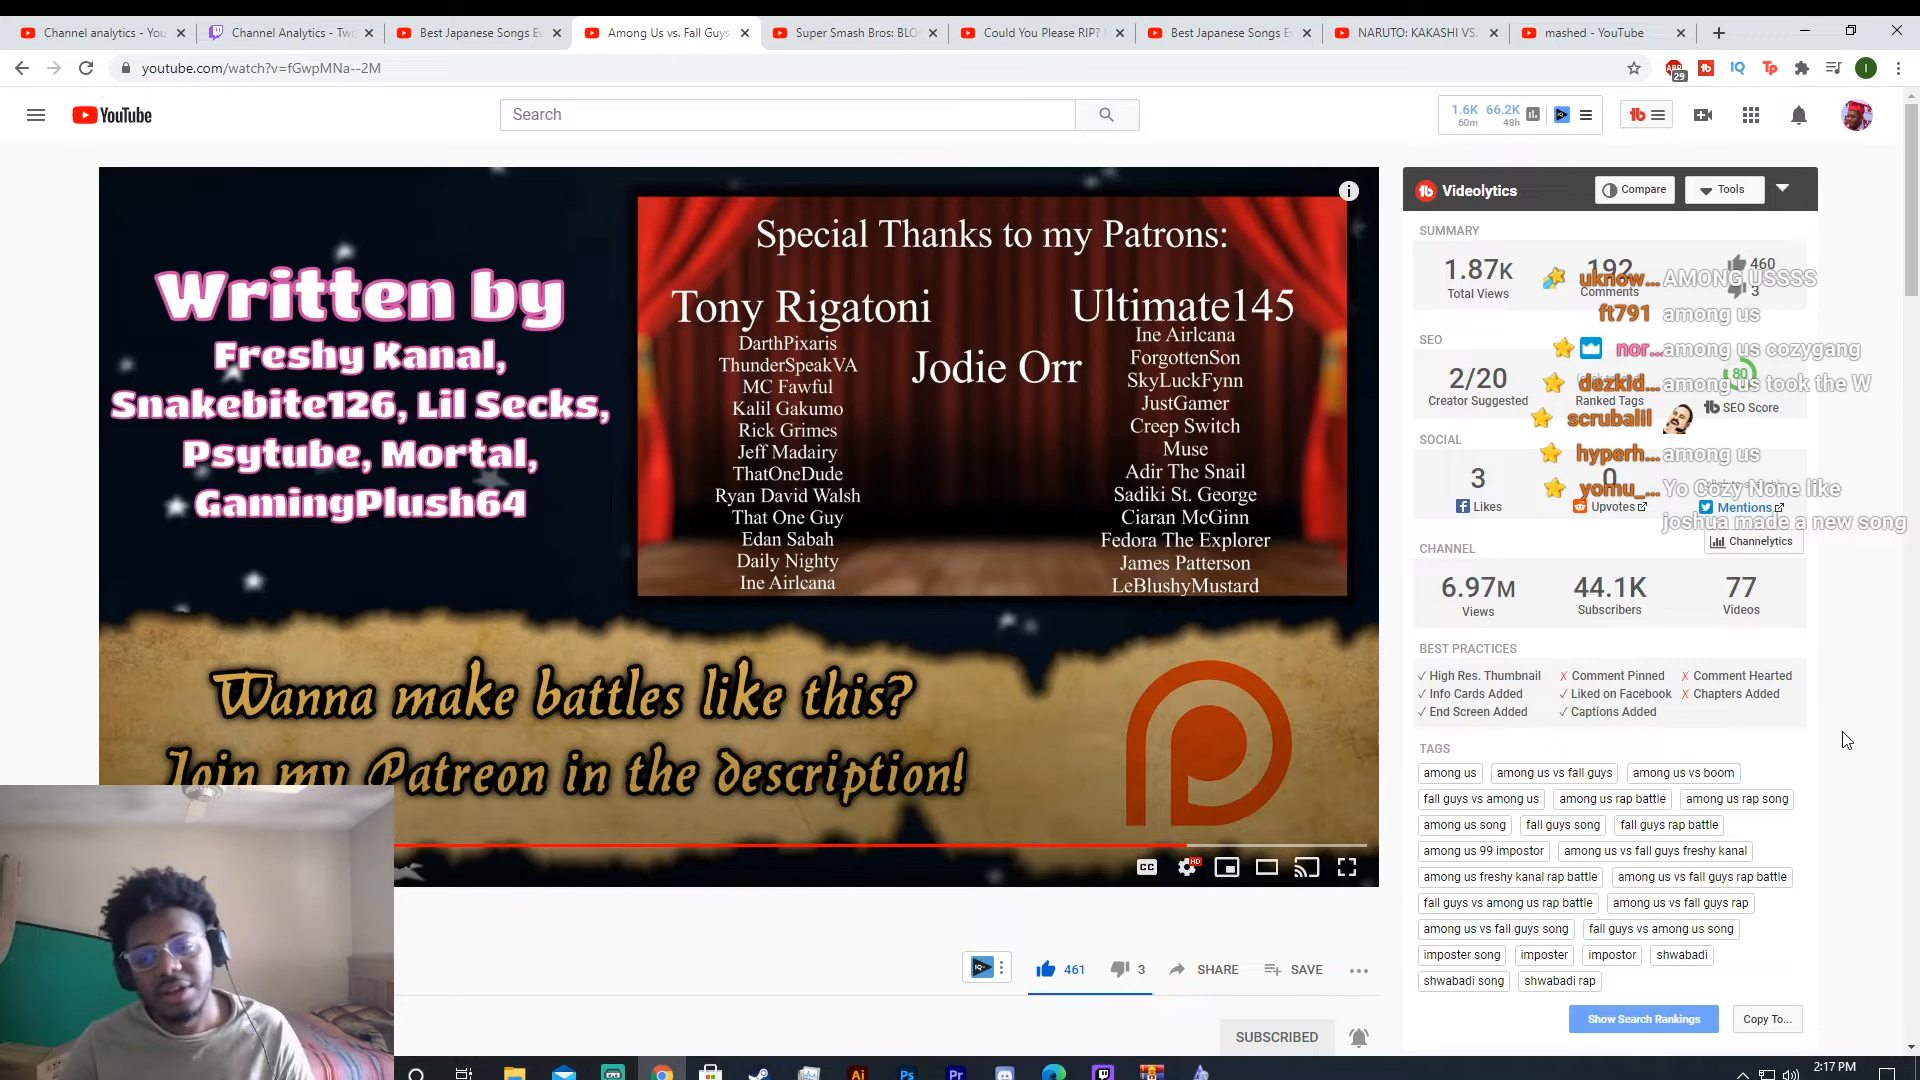 Channel analytics - You
Channel Analytics - Twi
Best Japanese Songs Ev
Among Us vs. Fall Guys
Super Smash Bros: BLO
Could You Please RIP?
Best Japanese Songs Ev
NARUTO: KAKASHI VS.
mashed - YouTube
youtube.com/watch?v=fGwpMNa--2M
29
YouTube
Search
1.6K 66.2K
60m 48h
Written by
Freshy Kanal,
Snakebite126, Lil Secks,
Psytube, Mortal,
GamingPlush64
Special Thanks to my Patrons:
Tony Rigatoni
DarthPixaris
ThunderSpeakVA
MC Fawful
Kalil Gakumo
Rick Grimes
Jeff Madairy
ThatOneDude
Ryan David Walsh
That One Guy
Edan Sabah
Daily Nighty
Ine Airlcana
Jodie Orr
Ultimate145
Ine Airlcana
ForgottenSon
SkyLuckFynn
JustGamer
Creep Switch
Muse
Adir The Snail
Sadiki St. George
Ciaran McGinn
Fedora The Explorer
James Patterson
LeBlushyMustard
Wanna make battles like this?
Join my Patreon in the description!
CC HD
461 3 SHARE SAVE
SUBSCRIBED
Videolytics Compare Tools
SUMMARY
1.87K 192 460
Total Views Comments 3
SEO
2/20 80
Creator Suggested Ranked Tags SEO Score
SOCIAL
3 0
Likes Upvotes Mentions
Channelytics
uknow... AMONG USSSS
ft791 among us
nor... among us cozygang
dezkid... among us took the W
scrubalil
hyperh... among us
yomu_... Yo Cozy None like
joshua made a new song
CHANNEL
6.97M 44.1K 77
Views Subscribers Videos
BEST PRACTICES
✓ High Res. Thumbnail X Comment Pinned X Comment Hearted
✓ Info Cards Added ✓ Liked on Facebook X Chapters Added
✓ End Screen Added ✓ Captions Added
TAGS
among us among us vs fall guys among us vs boom
fall guys vs among us among us rap battle among us rap song
among us song fall guys song fall guys rap battle
among us 99 impostor among us vs fall guys freshy kanal
among us freshy kanal rap battle among us vs fall guys rap battle
fall guys vs among us rap battle among us vs fall guys rap
among us vs fall guys song fall guys vs among us song
imposter song imposter impostor shwabadi
shwabadi song shwabadi rap
Show Search Rankings Copy To...
2:17 PM